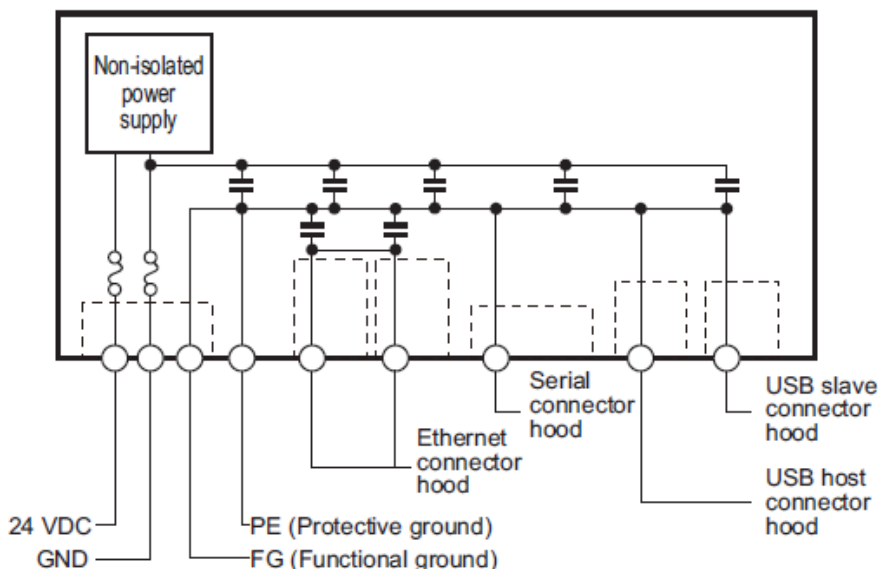 Non-isolated
power
supply
Serial
connector
hood
USB slave
connector
hood
Ethernet
connector
hood
USB host
connector
hood
24 VDC
PE (Protective ground)
GND
FG (Functional ground)